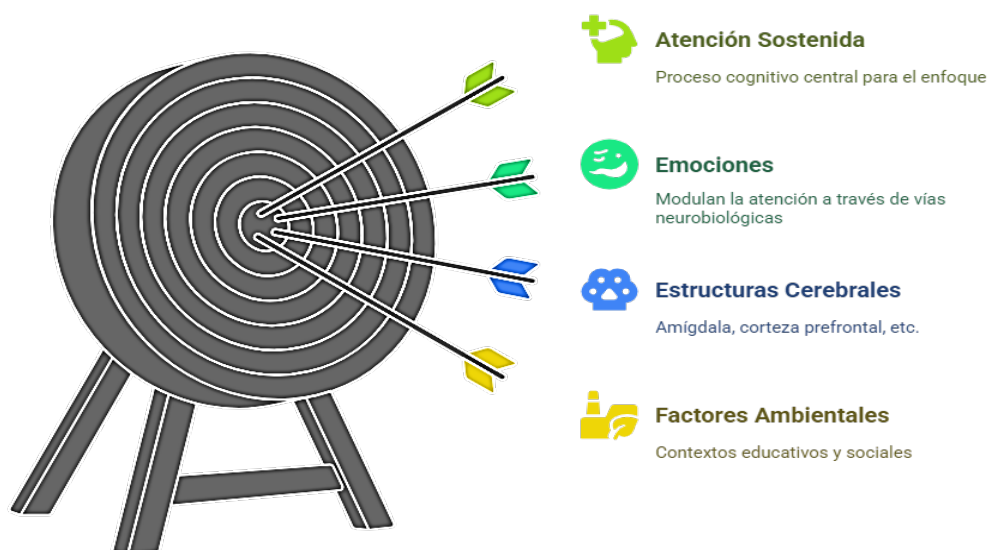 Atención Sostenida
Proceso cognitivo central para el enfoque
Emociones
Modulan la atención a través de vías
neurobiológicas
Estructuras Cerebrales
Amígdala, corteza prefrontal, etc.
Factores Ambientales
Contextos educativos y sociales